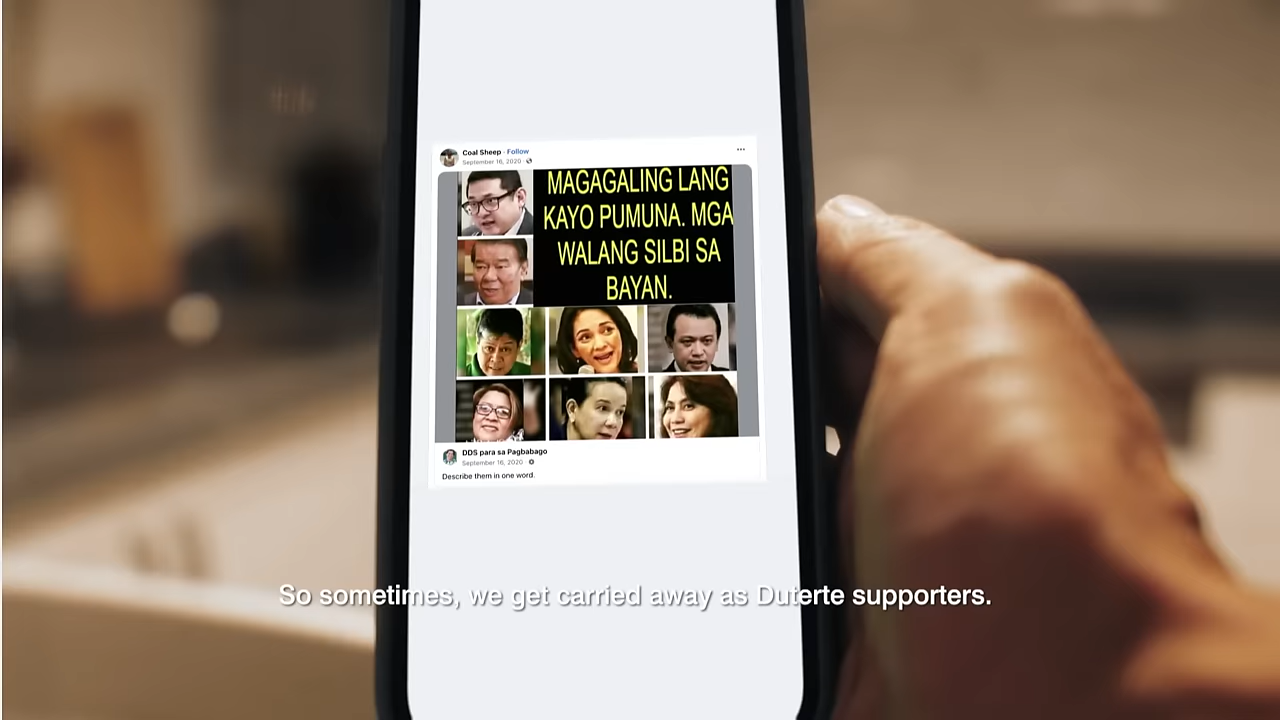 Coal Sheep · Follow
September 16, 2020 ·
MAGAGALING LANG
KAYO PUMUNA. MGA
WALANG SILBI SA
BAYAN.
DDS para sa Pagbabago
September 16, 2020 ·
Describe them in one word.
So sometimes, we get carried away as Duterte supporters.